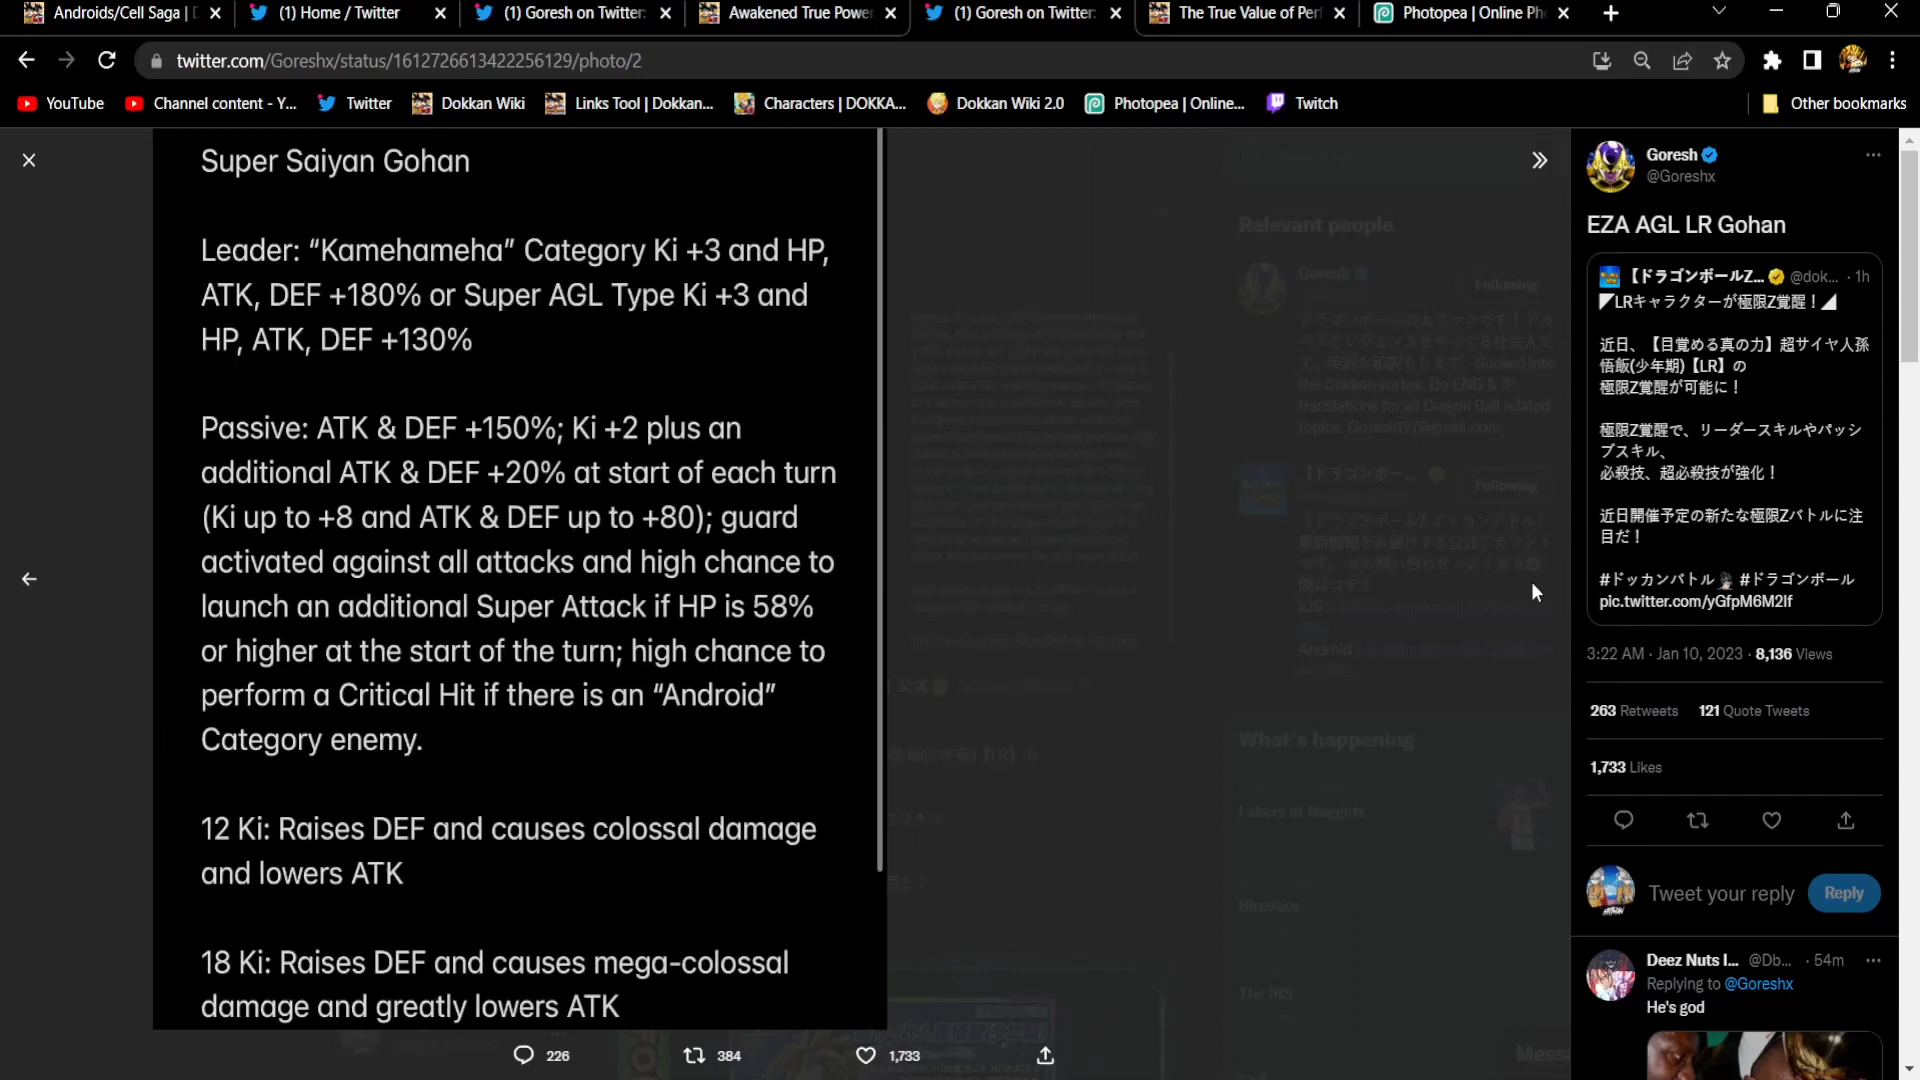 Androids/Cell Saga |
(1) Home / Twitter
(1) Goresh on Twitter:
Awakened True Power
(1) Goresh on Twitter:
The True Value of Perf
Photopea | Online Pho
twitter.com/Goreshx/status/1612726613422256129/photo/2
YouTube
Channel content - Y...
Twitter
Dokkan Wiki
Links Tool | Dokkan...
Characters | DOKKA...
Dokkan Wiki 2.0
Photopea | Online...
Twitch
Other bookmarks
Super Saiyan Gohan
Leader: “Kamehameha” Category Ki +3 and HP,
ATK, DEF +180% or Super AGL Type Ki +3 and
HP, ATK, DEF +130%
Passive: ATK & DEF +150%; Ki +2 plus an
additional ATK & DEF +20% at start of each turn
(Ki up to +8 and ATK & DEF up to +80); guard
activated against all attacks and high chance to
launch an additional Super Attack if HP is 58%
or higher at the start of the turn; high chance to
perform a Critical Hit if there is an “Android”
Category enemy.
12 Ki: Raises DEF and causes colossal damage
and lowers ATK
18 Ki: Raises DEF and causes mega-colossal
damage and greatly lowers ATK
226
384
1,733
Relevant people
Goresh
Following
Following
What's happening
Lakers at Nuggets
The IRS
Goresh
@Goreshx
EZA AGL LR Gohan
【ドラゴンボールZ... @dok... · 1h
◤LRキャラクターが極限Z覚醒！◢
近日、【目覚める真の力】超サイヤ人孫
悟飯(少年期)【LR】の
極限Z覚醒が可能に！
極限Z覚醒で、リーダースキルやパッシ
ブスキル、
必殺技、超必殺技が強化！
近日開催予定の新たな極限Zバトルに注
目だ！
#ドッカンバトル #ドラゴンボール
pic.twitter.com/yGfpM6M2lf
3:22 AM · Jan 10, 2023 · 8,136 Views
263 Retweets 121 Quote Tweets
1,733 Likes
Tweet your reply
Reply
Deez Nuts I... @Db... · 54m
Replying to @Goreshx
He's god